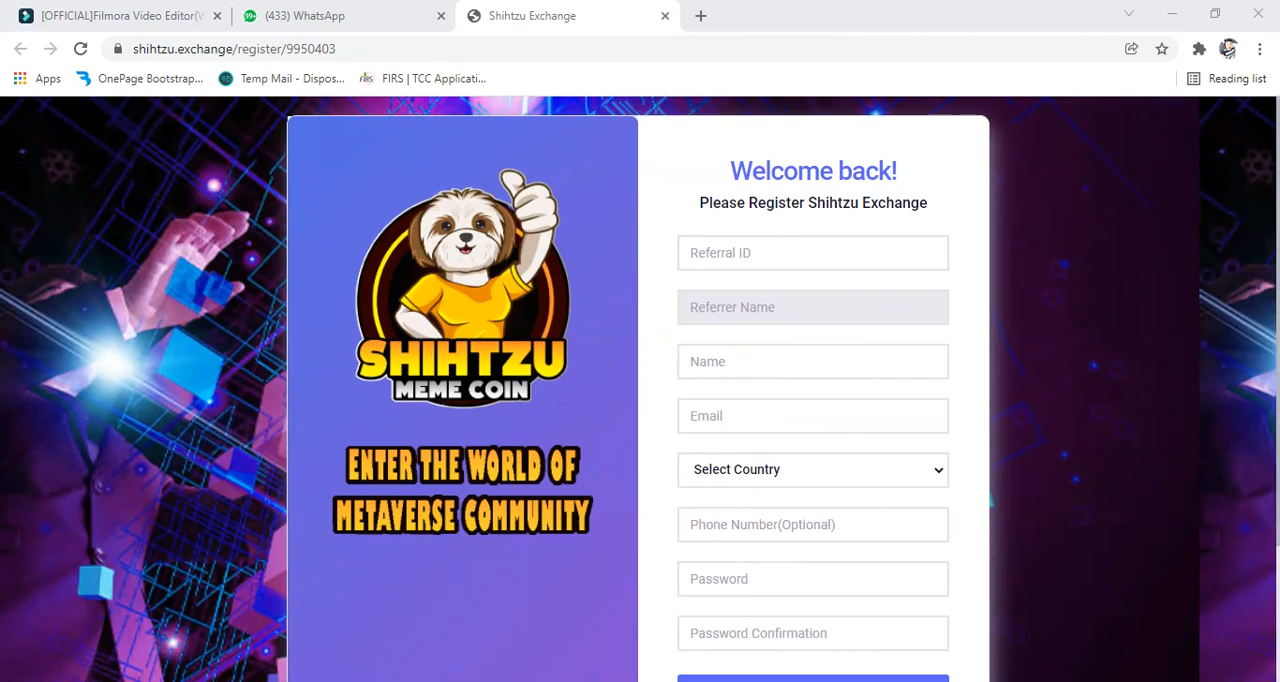 [OFFICIAL]Filmora Video Editor(W
99+
(433) WhatsApp
Shihtzu Exchange
shihtzu.exchange/register/9950403
Apps
OnePage Bootstrap...
Temp Mail - Dispos...
FIRS | TCC Applicati...
Reading list
Welcome back!
Please Register Shihtzu Exchange
Referral ID
Referrer Name
Name
Email
Select Country
Phone Number(Optional)
Password
Password Confirmation
SHIHTZU
MEME COIN
ENTER THE WORLD OF
METAVERSE COMMUNITY